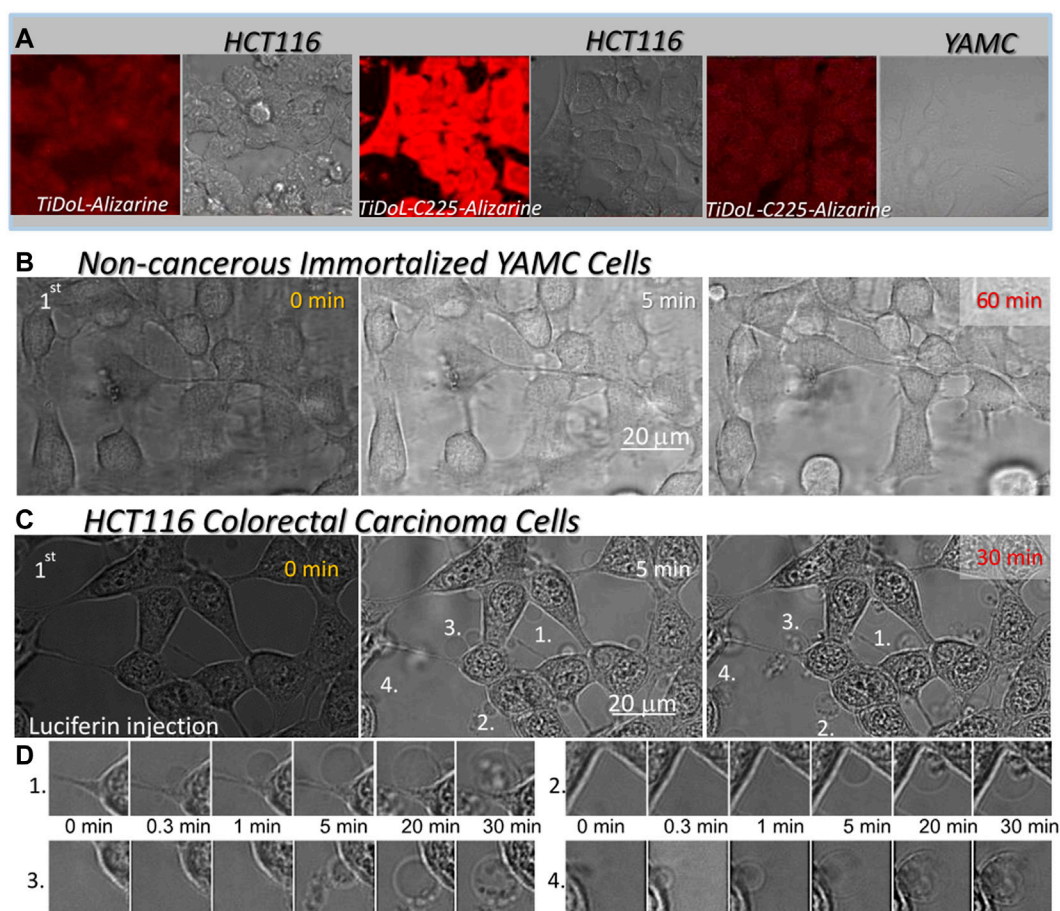 A
HCT116
HCT116
YAMC
TiDoL-Alizarine
TiDoL-C225-Alizarine
TiDoL-C225-Alizarine
B
Non-cancerous Immortalized YAMC Cells
1st
0 min
5 min
60 min
20 µm
C
HCT116 Colorectal Carcinoma Cells
1st
0 min
5 min
30 min
3.
1.
3.
1.
4.
4.
20 µm
Luciferin injection
2.
2.
D
1.
2.
0 min 0.3 min 1 min 5 min 20 min 30 min
0 min 0.3 min 1 min 5 min 20 min 30 min
3.
4.